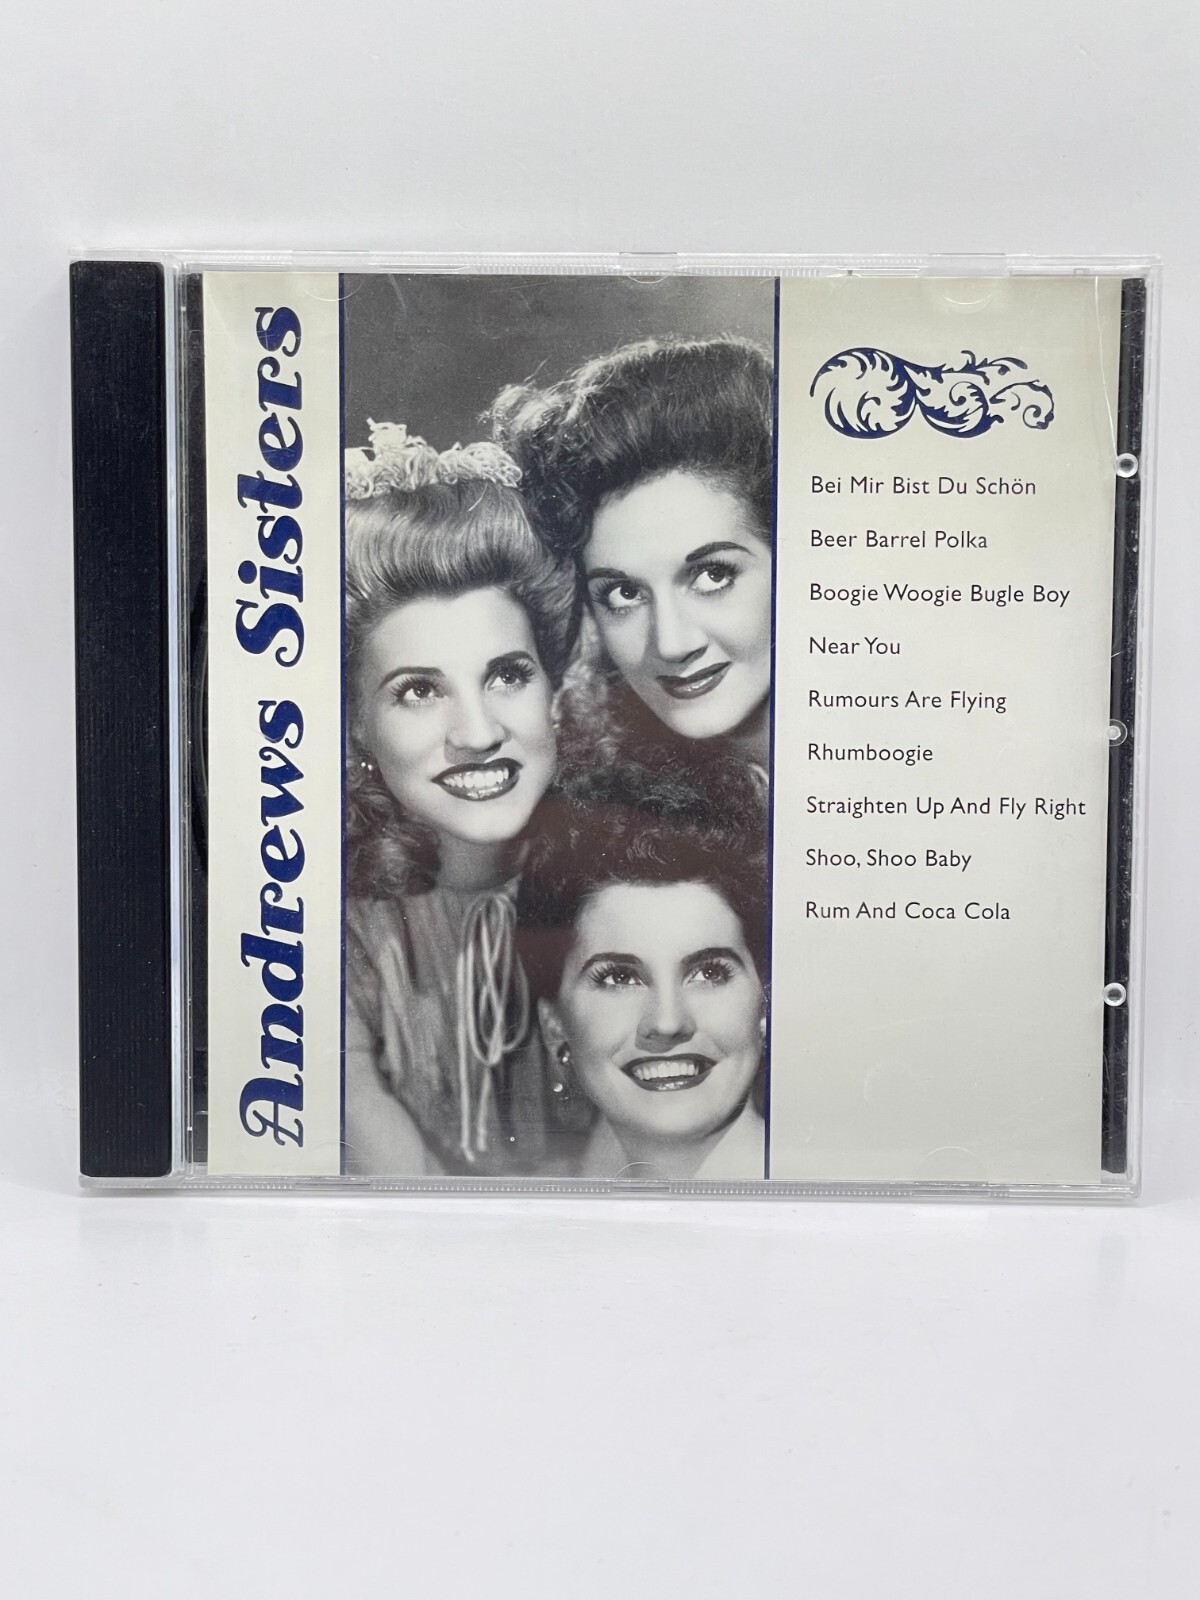 Andrews Sisters
Bei Mir Bist Du Schön
Beer Barrel Polka
Boogie Woogie Bugle Boy
Near You
Rumours Are Flying
Rhumboogie
Straighten Up And Fly Right
Shoo, Shoo Baby
Rum And Coca Cola